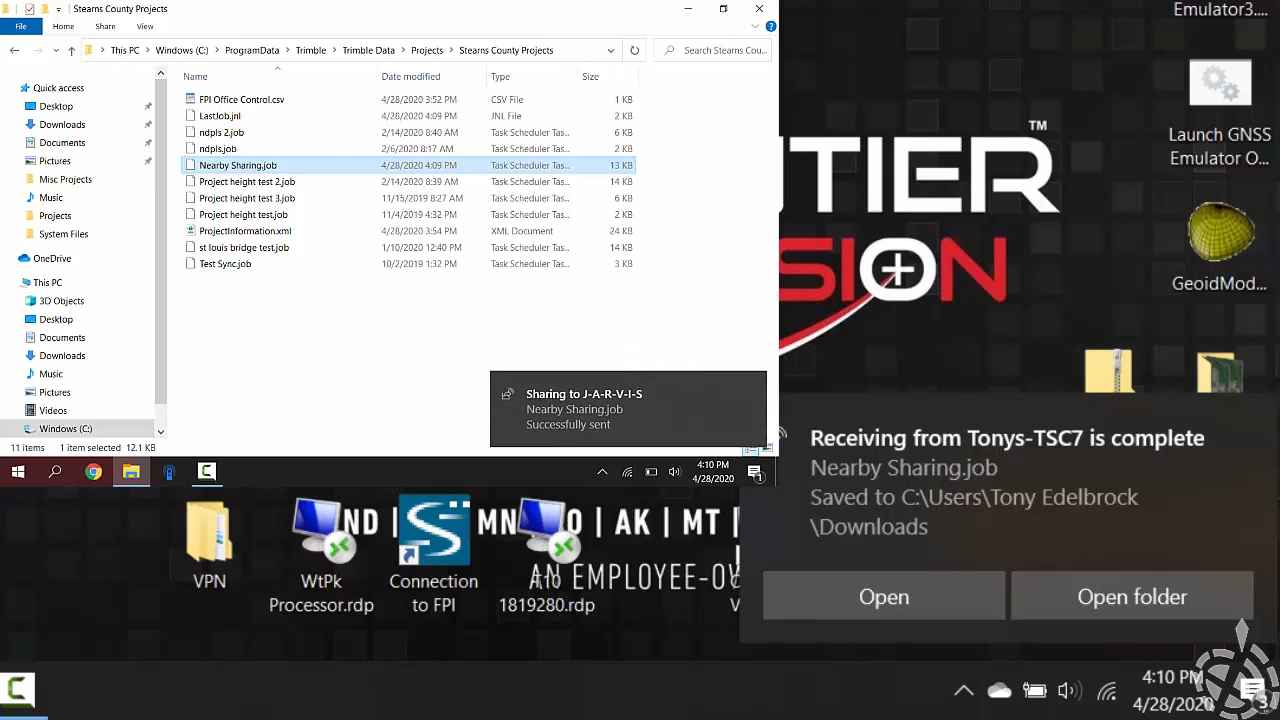 Stearns County Projects
File Home Share View
This PC > Windows (C:) > ProgramData > Trimble > Trimble Data > Projects > Stearns County Projects
Search Stearns Cou...
Name Date modified Type Size
FPI Office Control.csv 4/28/2020 3:52 PM CSV File 1 KB
LastJob.jnl 4/28/2020 4:09 PM JNL File 2 KB
ndpls 2.job 2/14/2020 8:40 AM Task Scheduler Tas... 6 KB
ndpls.job 2/6/2020 8:17 AM Task Scheduler Tas... 2 KB
Nearby Sharing.job 4/28/2020 4:09 PM Task Scheduler Tas... 13 KB
Project height test 2.job 2/14/2020 8:39 AM Task Scheduler Tas... 14 KB
Project height test 3.job 11/15/2019 8:27 AM Task Scheduler Tas... 6 KB
Project height test.job 11/4/2019 4:32 PM Task Scheduler Tas... 2 KB
ProjectInformation.xml 4/28/2020 3:54 PM XML Document 24 KB
st louis bridge test.job 1/10/2020 12:40 PM Task Scheduler Tas... 14 KB
Test Sync.job 10/2/2019 1:32 PM Task Scheduler Tas... 3 KB
Quick access
Desktop
Downloads
Documents
Pictures
Misc Projects
Music
Projects
System Files
OneDrive
This PC
3D Objects
Desktop
Documents
Downloads
Music
Pictures
Videos
Windows (C:)
11 items 1 item selected 12.1 KB
Sharing to J-A-R-V-I-S
Nearby Sharing.job
Successfully sent
4:10 PM
4/28/2020
1
Emulator3....
Launch GNSS
Emulator O...
GeoidMod...
TIER
TM
SION
ND | MN | AK | MT |
AN EMPLOYEE-OW
VPN
WtPk
Processor.rdp
Connection
to FPI
1819280.rdp
Receiving from Tonys-TSC7 is complete
Nearby Sharing.job
Saved to C:\Users\Tony Edelbrock
\Downloads
Open
Open folder
4:10 PM
4/28/2020
3